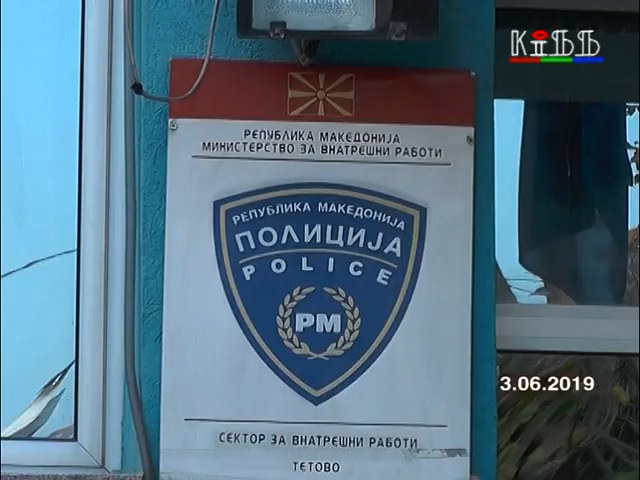 KiББ
РЕПУБЛИКА МАКЕДОНИЈА
МИНИСТЕРСТВО ЗА ВНАТРЕШНИ РАБОТИ
РЕПУБЛИКА МАКЕДОНИЈА
ПОЛИЦИЈА
POLICE
РМ
3.06.2019
СЕКТОР ЗА ВНАТРЕШНИ РАБОТИ
ТЕТОВО